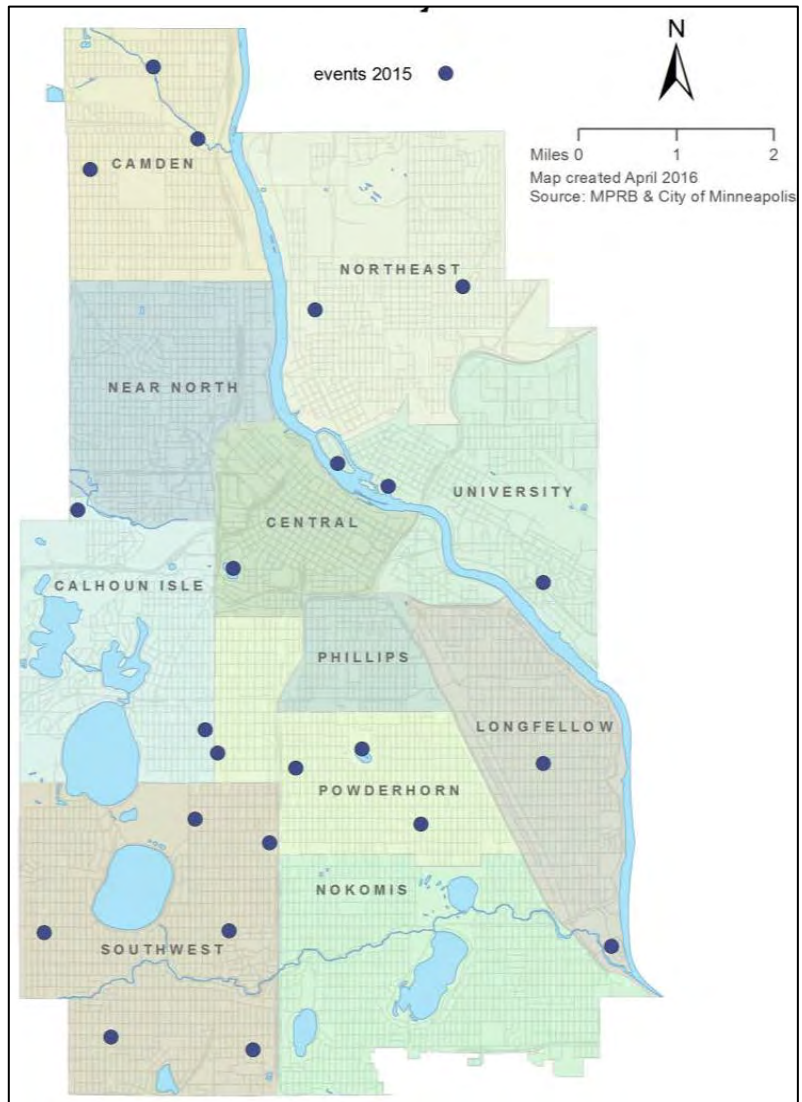 N
events 2015
Miles 0 1 2
Map created April 2016
Source: MPRB & City of Minneapolis
CAMDEN
NORTHEAST
NEAR NORTH
UNIVERSITY
CENTRAL
CALHOUN ISLE
PHILLIPS
LONGFELLOW
POWDERHORN
NOKOMIS
SOUTHWEST